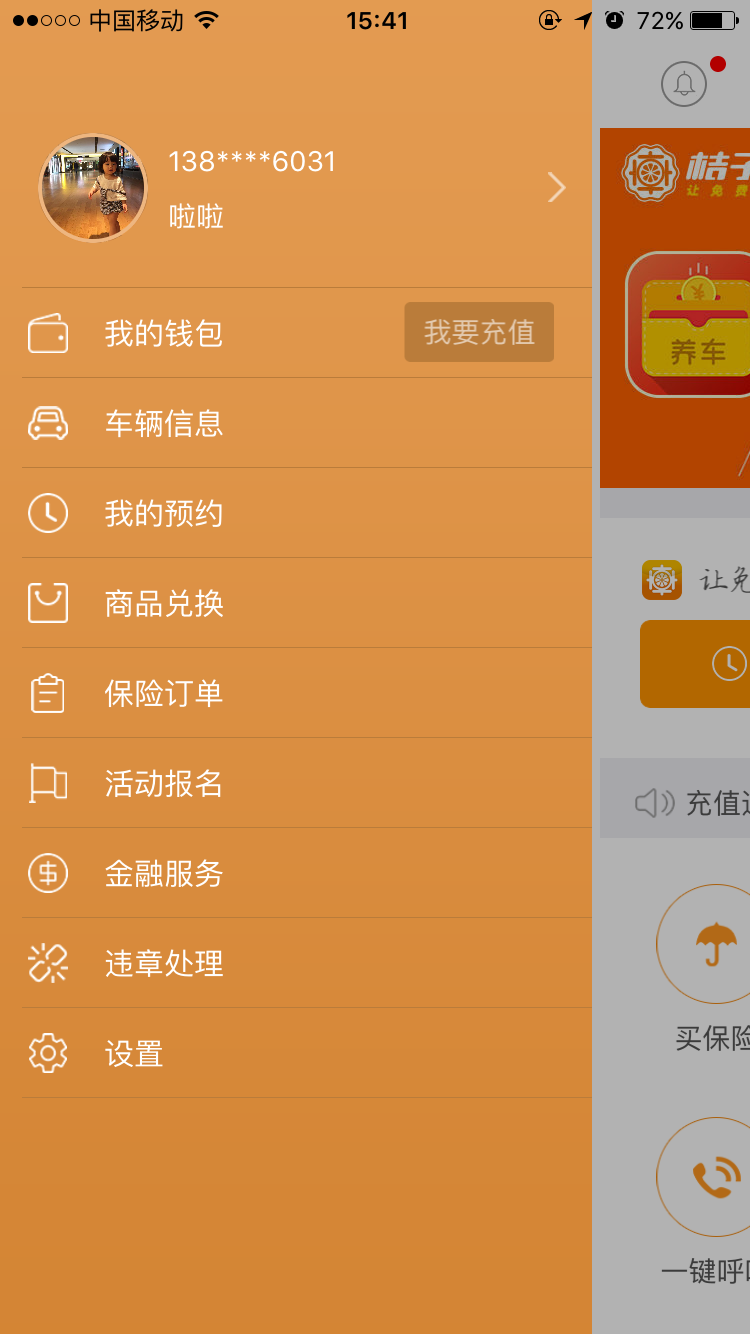 中国移动 15:41 72%
138****6031
啦啦
我的钱包 我要充值
车辆信息
我的预约
商品兑换
保险订单
活动报名
金融服务
违章处理
设置
桔子
让免费
养车
让免
充值
买保险
一键呼